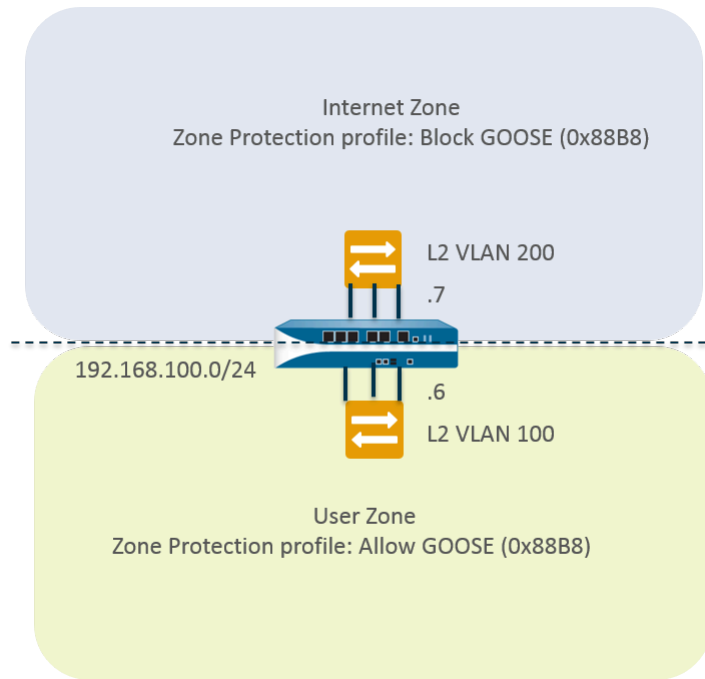 Internet Zone
Zone Protection profile: Block GOOSE (0x88B8)
L2 VLAN 200
.7
192.168.100.0/24
.6
L2 VLAN 100
User Zone
Zone Protection profile: Allow GOOSE (0x88B8)